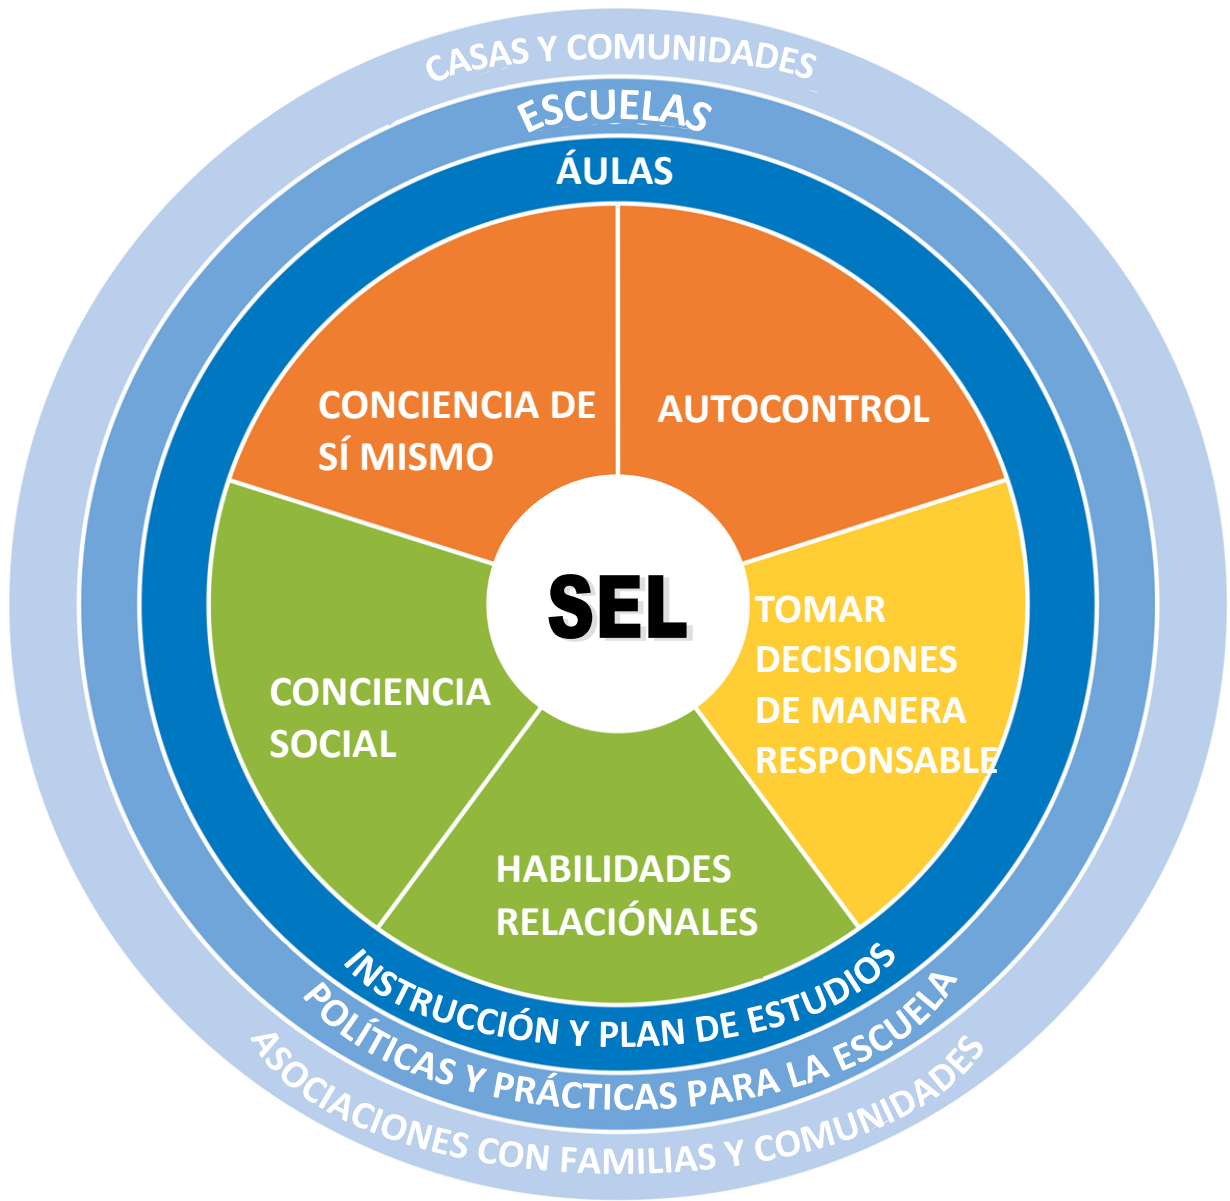 CASAS Y COMUNIDADES
ESCUELAS
ÁULAS
CONCIENCIA DE
SÍ MISMO
AUTOCONTROL
SEL
TOMAR
DECISIONES
DE MANERA
RESPONSABLE
CONCIENCIA
SOCIAL
HABILIDADES
RELACIÓNALES
INSTRUCCIÓN Y PLAN DE ESTUDIOS
POLÍTICAS Y PRÁCTICAS PARA LA ESCUELA
ASOCIACIONES CON FAMILIAS Y COMUNIDADES